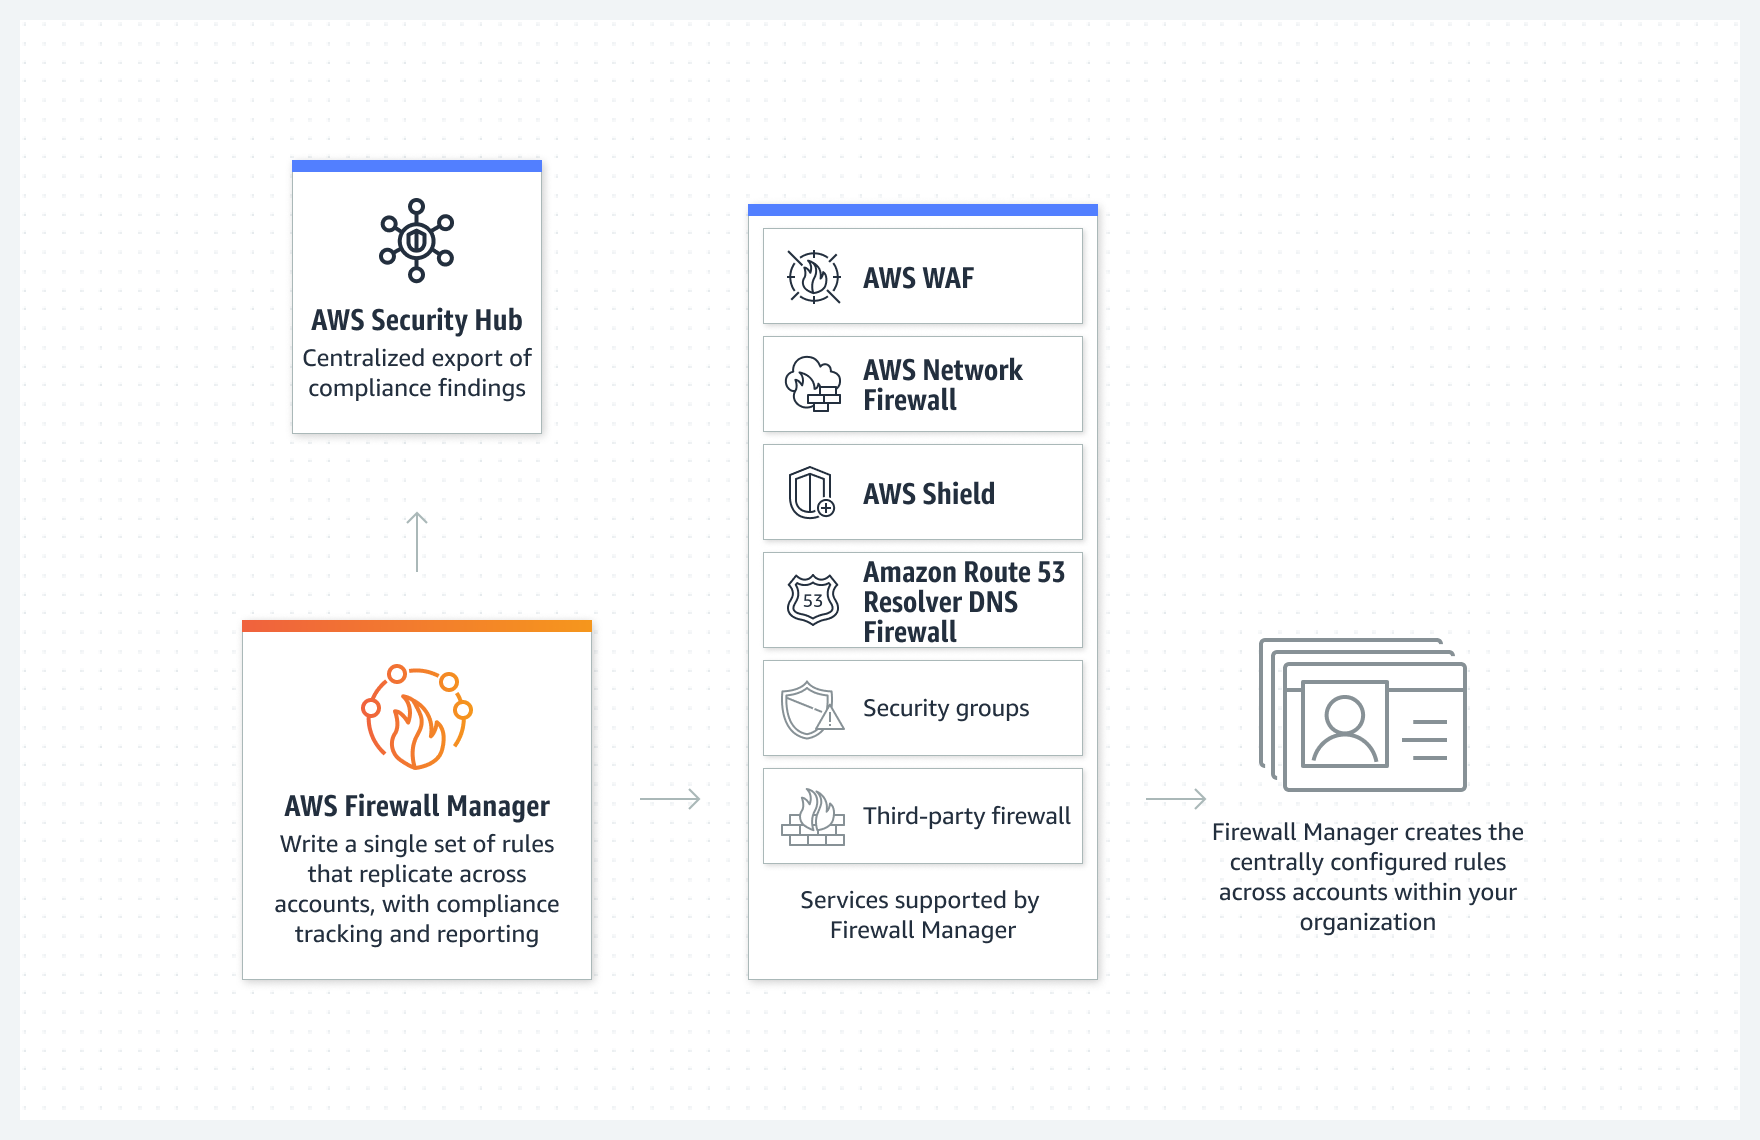 AWS Security Hub
Centralized export of
compliance findings
AWS Firewall Manager
Write a single set of rules
that replicate across
accounts, with compliance
tracking and reporting
AWS WAF
AWS Network
Firewall
AWS Shield
53
Amazon Route 53
Resolver DNS
Firewall
Security groups
Third-party firewall
Services supported by
Firewall Manager
Firewall Manager creates the
centrally configured rules
across accounts within your
organization